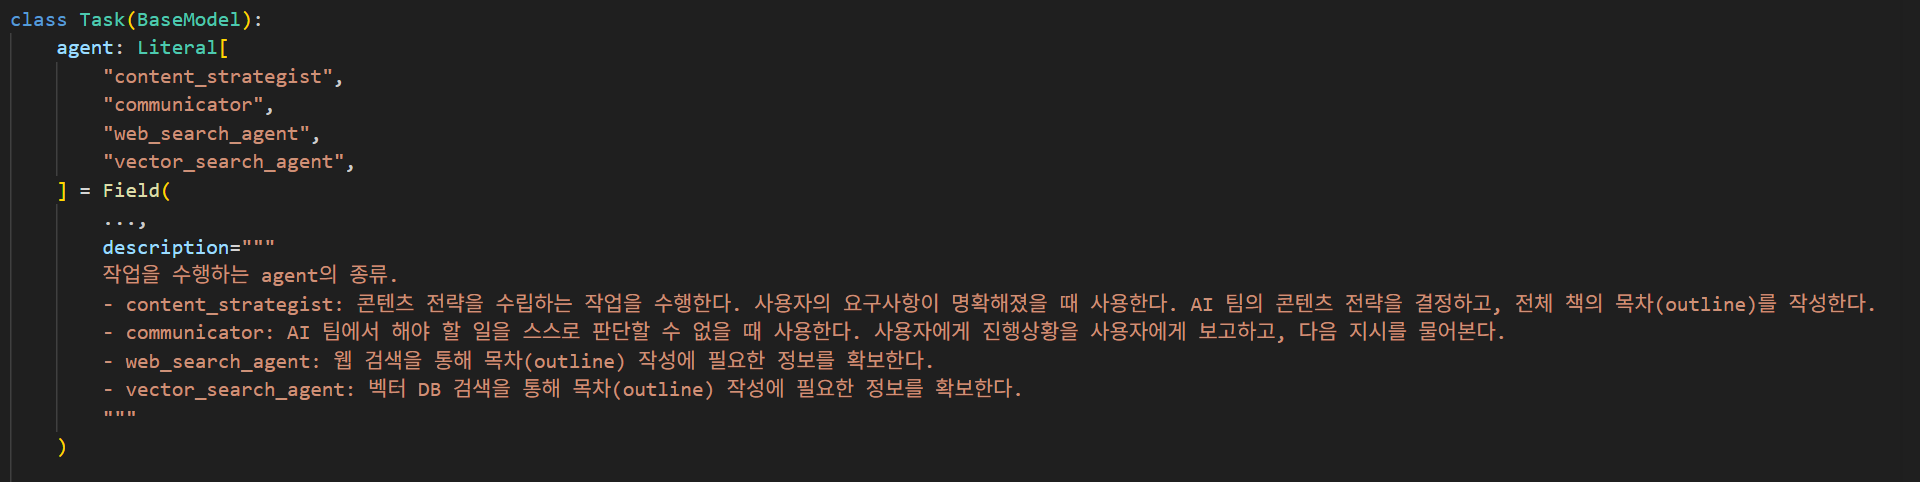 class Task(BaseModel):
    agent: Literal[
        "content_strategist",
        "communicator",
        "web_search_agent",
        "vector_search_agent",
    ] = Field(
        ...,
        description="""
        작업을 수행하는 agent의 종류.
        - content_strategist: 콘텐츠 전략을 수립하는 작업을 수행한다. 사용자의 요구사항이 명확해졌을 때 사용한다. AI 팀의 콘텐츠 전략을 결정하고, 전체 책의 목차(outline)를 작성한다.
        - communicator: AI 팀에서 해야 할 일을 스스로 판단할 수 없을 때 사용한다. 사용자에게 진행상황을 사용자에게 보고하고, 다음 지시를 물어본다.
        - web_search_agent: 웹 검색을 통해 목차(outline) 작성에 필요한 정보를 확보한다.
        - vector_search_agent: 벡터 DB 검색을 통해 목차(outline) 작성에 필요한 정보를 확보한다.
        """
    )